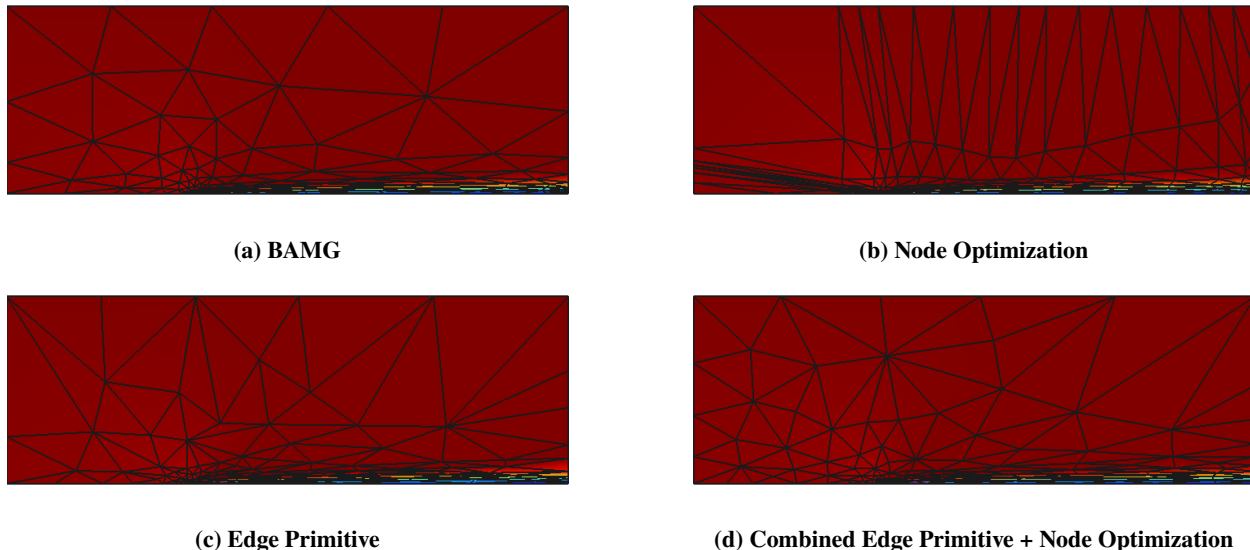 (a) BAMG
(b) Node Optimization
(c) Edge Primitive
(d) Combined Edge Primitive + Node Optimization